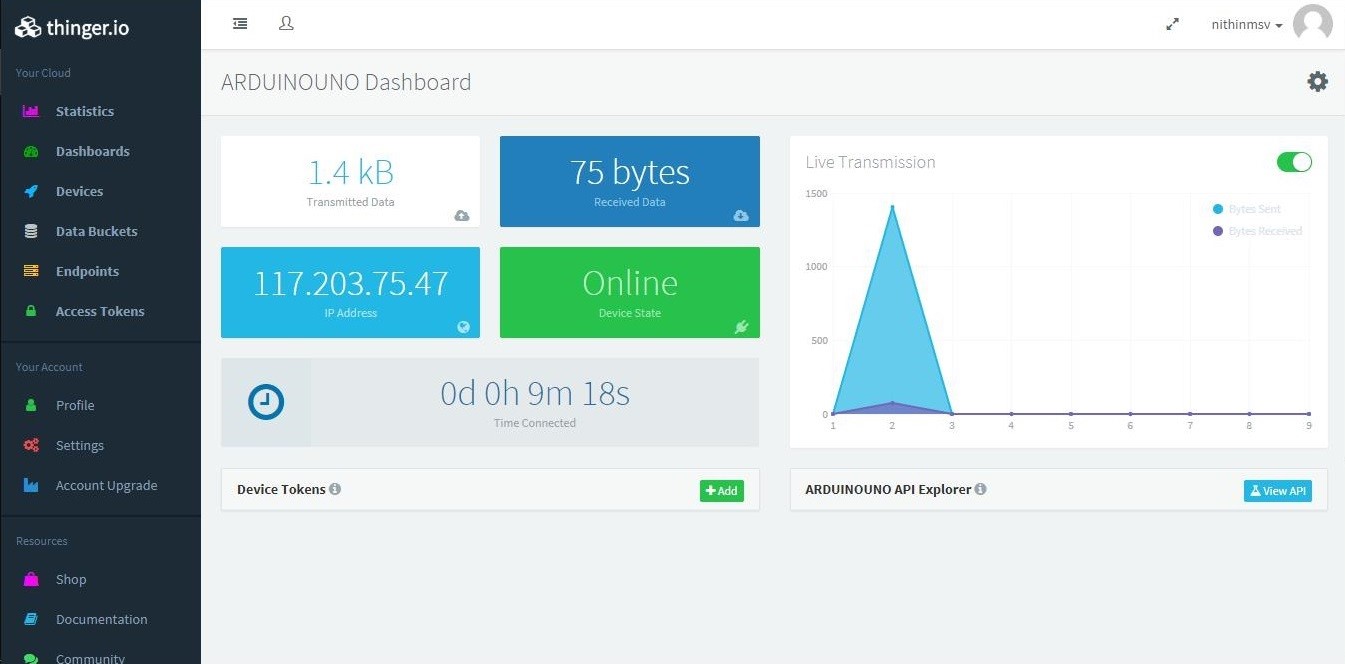 thinger.io
nithinmsv
Your Cloud
Statistics
Dashboards
Devices
Data Buckets
Endpoints
Access Tokens
Your Account
Profile
Settings
Account Upgrade
Resources
Shop
Documentation
Community
ARDUINOUNO Dashboard
1.4 kB
Transmitted Data
75 bytes
Received Data
117.203.75.47
IP Address
Online
Device State
0d 0h 9m 18s
Time Connected
Live Transmission
1500
Bytes Sent
Bytes Received
1000
500
0
1 2 3 4 5 6 7 8 9
Device Tokens
Add
ARDUINOUNO API Explorer
View API